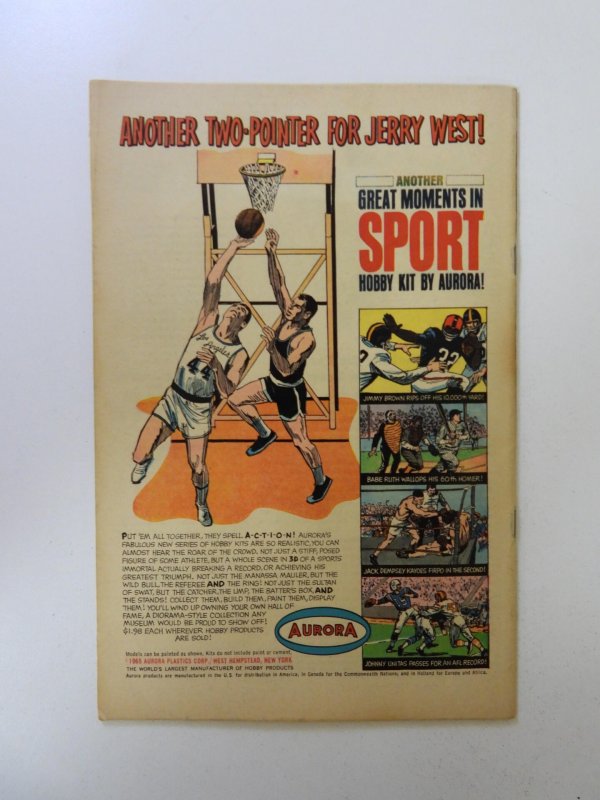 ANOTHER TWO-POINTER FOR JERRY WEST!
ANOTHER
GREAT MOMENTS IN
SPORT
HOBBY KIT BY AURORA!
Los Angeles
44
32
JIMMY BROWN RIPS OFF HIS 10,000TH YARD!
BABE RUTH WALLOPS HIS 60TH HOMER!
JACK DEMPSEY KAYOES FIRPO IN THE SECOND!
JOHNNY UNITAS PASSES FOR AN AFL RECORD!
PUT 'EM ALL TOGETHER, THEY SPELL A·C·T·I·O·N! AURORA'S
FABULOUS NEW SERIES OF HOBBY KITS ARE SO REALISTIC, YOU CAN
ALMOST HEAR THE ROAR OF THE CROWD. NOT JUST A STIFF, POSED
FIGURE OF SOME ATHLETE, BUT A WHOLE SCENE IN 3D OF A SPORTS
IMMORTAL ACTUALLY BREAKING A RECORD, OR ACHIEVING HIS
GREATEST TRIUMPH. NOT JUST THE MANASSA MAULER, BUT THE
WILD BULL, THE REFEREE AND THE RING! NOT JUST THE SULTAN
OF SWAT, BUT THE CATCHER, THE UMP, THE BATTER'S BOX, AND
THE STANDS! COLLECT THEM, BUILD THEM, PAINT THEM, DISPLAY
THEM! YOU'LL WIND UP OWNING YOUR OWN HALL OF
FAME, A DIORAMA-STYLE COLLECTION ANY
MUSEUM WOULD BE PROUD TO SHOW OFF!
$1.98 EACH WHEREVER HOBBY PRODUCTS
ARE SOLD!
AURORA
Models can be painted as shown. Kits do not include paint or cement.
© 1965 AURORA PLASTICS CORP./WEST HEMPSTEAD, NEW YORK
THE WORLD'S LARGEST MANUFACTURER OF HOBBY PRODUCTS
Aurora products are manufactured in the U.S. for distribution in America, in Canada for the Commonwealth Nations; and in Holland for Europe and Africa.